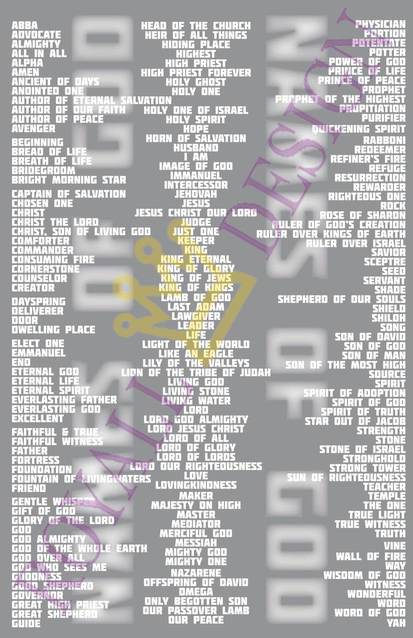 NAMES OF GOD
ABBA
ADVOCATE
ALMIGHTY
ALL IN ALL
ALPHA
AMEN
ANCIENT OF DAYS
ANOINTED ONE
AUTHOR OF ETERNAL SALVATION
AUTHOR OF OUR FAITH
AUTHOR OF PEACE
AVENGER
BEGINNING
BREAD OF LIFE
BREATH OF LIFE
BRIDEGROOM
BRIGHT MORNING STAR
CAPTAIN OF SALVATION
CHOSEN ONE
CHRIST
CHRIST THE LORD
CHRIST, SON OF LIVING GOD
COMFORTER
COMMANDER
CONSUMING FIRE
CORNERSTONE
COUNSELOR
CREATOR
DAYSPRING
DELIVERER
DOOR
DWELLING PLACE
ELECT ONE
EMMANUEL
END
ETERNAL GOD
ETERNAL LIFE
ETERNAL SPIRIT
EVERLASTING FATHER
EVERLASTING GOD
EXCELLENT
FAITHFUL & TRUE
FAITHFUL WITNESS
FATHER
FORTRESS
FOUNDATION
FOUNTAIN OF LIVING WATERS
FRIEND
GENTLE WHISPER
GIFT OF GOD
GLORY OF THE LORD
GOD
GOD ALMIGHTY
GOD OF THE WHOLE EARTH
GOD OVER ALL
GOD WHO SEES ME
GOODNESS
GOOD SHEPHERD
GOVERNOR
GREAT HIGH PRIEST
GREAT SHEPHERD
GUIDE
HEAD OF THE CHURCH
HEIR OF ALL THINGS
HIDING PLACE
HIGHEST
HIGH PRIEST
HIGH PRIEST FOREVER
HOLY GHOST
HOLY ONE
HOLY ONE OF ISRAEL
HOLY SPIRIT
HOPE
HORN OF SALVATION
HUSBAND
I AM
IMAGE OF GOD
IMMANUEL
INTERCESSOR
JEHOVAH
JESUS
JESUS CHRIST OUR LORD
JUDGE
JUST ONE
KEEPER
KING
KING ETERNAL
KING OF GLORY
KING OF JEWS
KING OF KINGS
LAMB OF GOD
LAST ADAM
LAWGIVER
LEADER
LIFE
LIGHT OF THE WORLD
LIKE AN EAGLE
LILY OF THE VALLEYS
LION OF THE TRIBE OF JUDAH
LIVING GOD
LIVING STONE
LIVING WATER
LORD
LORD GOD ALMIGHTY
LORD JESUS CHRIST
LORD OF ALL
LORD OF GLORY
LORD OF LORDS
LORD OUR RIGHTEOUSNESS
LOVE
LOVINGKINDNESS
MAKER
MAJESTY ON HIGH
MASTER
MEDIATOR
MERCIFUL GOD
MESSIAH
MIGHTY GOD
MIGHTY ONE
NAZARENE
OFFSPRING OF DAVID
OMEGA
ONLY BEGOTTEN SON
OUR PASSOVER LAMB
OUR PEACE
PHYSICIAN
PORTION
POTENTATE
POTTER
POWER OF GOD
PRINCE OF LIFE
PRINCE OF PEACE
PROPHET
PROPHET OF THE HIGHEST
PROPITIATION
PURIFIER
QUICKENING SPIRIT
RABBONI
REDEEMER
REFINER'S FIRE
REFUGE
RESURRECTION
REWARDER
RIGHTEOUS ONE
ROCK
ROSE OF SHARON
RULER OF GOD'S CREATION
RULER OVER KINGS OF EARTH
RULER OVER ISRAEL
SAVIOR
SCEPTRE
SEED
SERVANT
SHADE
SHEPHERD OF OUR SOULS
SHIELD
SHILOH
SONG
SON OF DAVID
SON OF GOD
SON OF MAN
SON OF THE MOST HIGH
SOURCE
SPIRIT
SPIRIT OF ADOPTION
SPIRIT OF GOD
SPIRIT OF TRUTH
STAR OUT OF JACOB
STRENGTH
STONE
STONE OF ISRAEL
STRONGHOLD
STRONG TOWER
SUN OF RIGHTEOUSNESS
TEACHER
TEMPLE
THE ONE
TRUE LIGHT
TRUE WITNESS
TRUTH
VINE
WALL OF FIRE
WAY
WISDOM OF GOD
WITNESS
WONDERFUL
WORD
WORD OF GOD
YAH
DESIGN